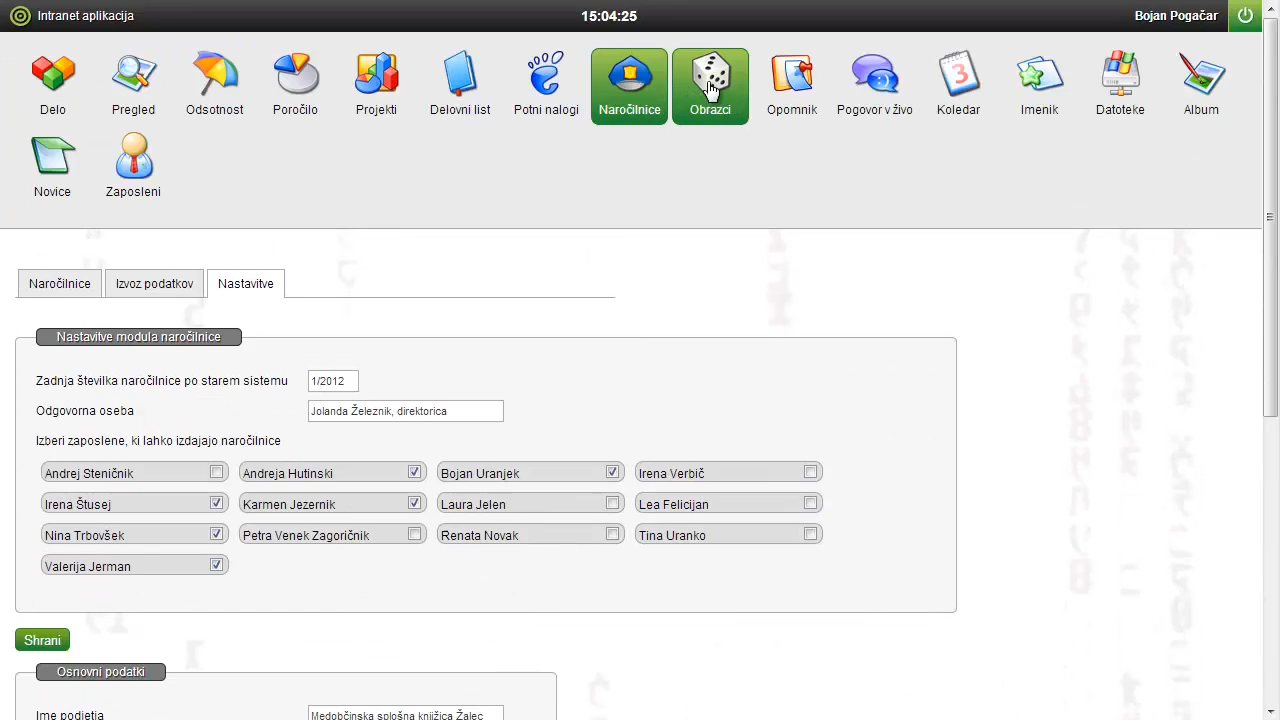 Intranet aplikacija
15:04:25
Bojan Pogačar
Delo
Pregled
Odsotnost
Poročilo
Projekti
Delovni list
Potni nalogi
Naročilnice
Obrazci
Opomnik
Pogovor v živo
3
Koledar
Imenik
Datoteke
Album
Novice
Zaposleni
Naročilnice
Izvoz podatkov
Nastavitve
Nastavitve modula naročilnice
Zadnja številka naročilnice po starem sistemu
1/2012
Odgovorna oseba
Jolanda Železnik, direktorica
Izberi zaposlene, ki lahko izdajajo naročilnice
Andrej Steničnik
Andreja Hutinski
Bojan Uranjek
Irena Verbič
Irena Štusej
Karmen Jezernik
Laura Jelen
Lea Felicijan
Nina Trbovšek
Petra Venek Zagoričnik
Renata Novak
Tina Uranko
Valerija Jerman
Shrani
Osnovni podatki
Ime podjetja
Medobčinska splošna knjižica Žalec